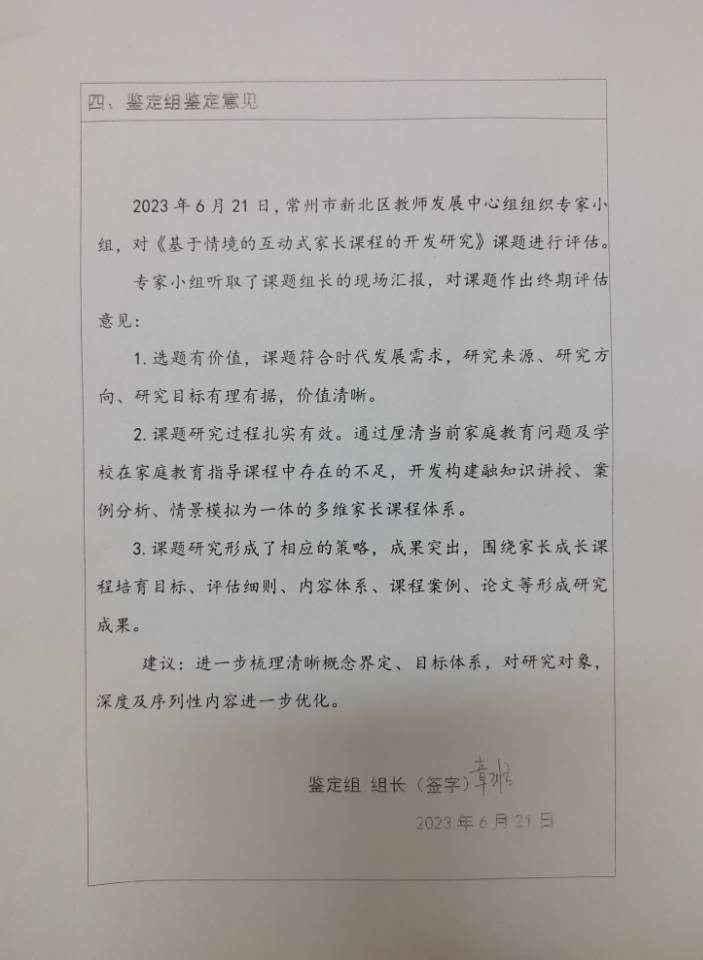 四、鉴定组鉴定意见
2023年6月21日，常州市新北区教师发展中心组组织专家小
组，对《基于情境的互动式家长课程的开发研究》课题进行评估。
专家小组听取了课题组长的现场汇报，对课题作出终期评估
意见：
1.选题有价值，课题符合时代发展需求，研究来源、研究方
向、研究目标有理有据，价值清晰。
2.课题研究过程扎实有效。通过厘清当前家庭教育问题及学
校在家庭教育指导课程中存在的不足，开发构建融知识讲授、案
例分析、情景模拟为一体的多维家长课程体系。
3.课题研究形成了相应的策略，成果突出，围绕家长成长课
程培育目标、评估细则、内容体系、课程案例、论文等形成研究
成果。
建议：进一步梳理清晰概念界定、目标体系，对研究对象，
深度及序列性内容进一步优化。
鉴定组 组长（签字）
2023年6月21日